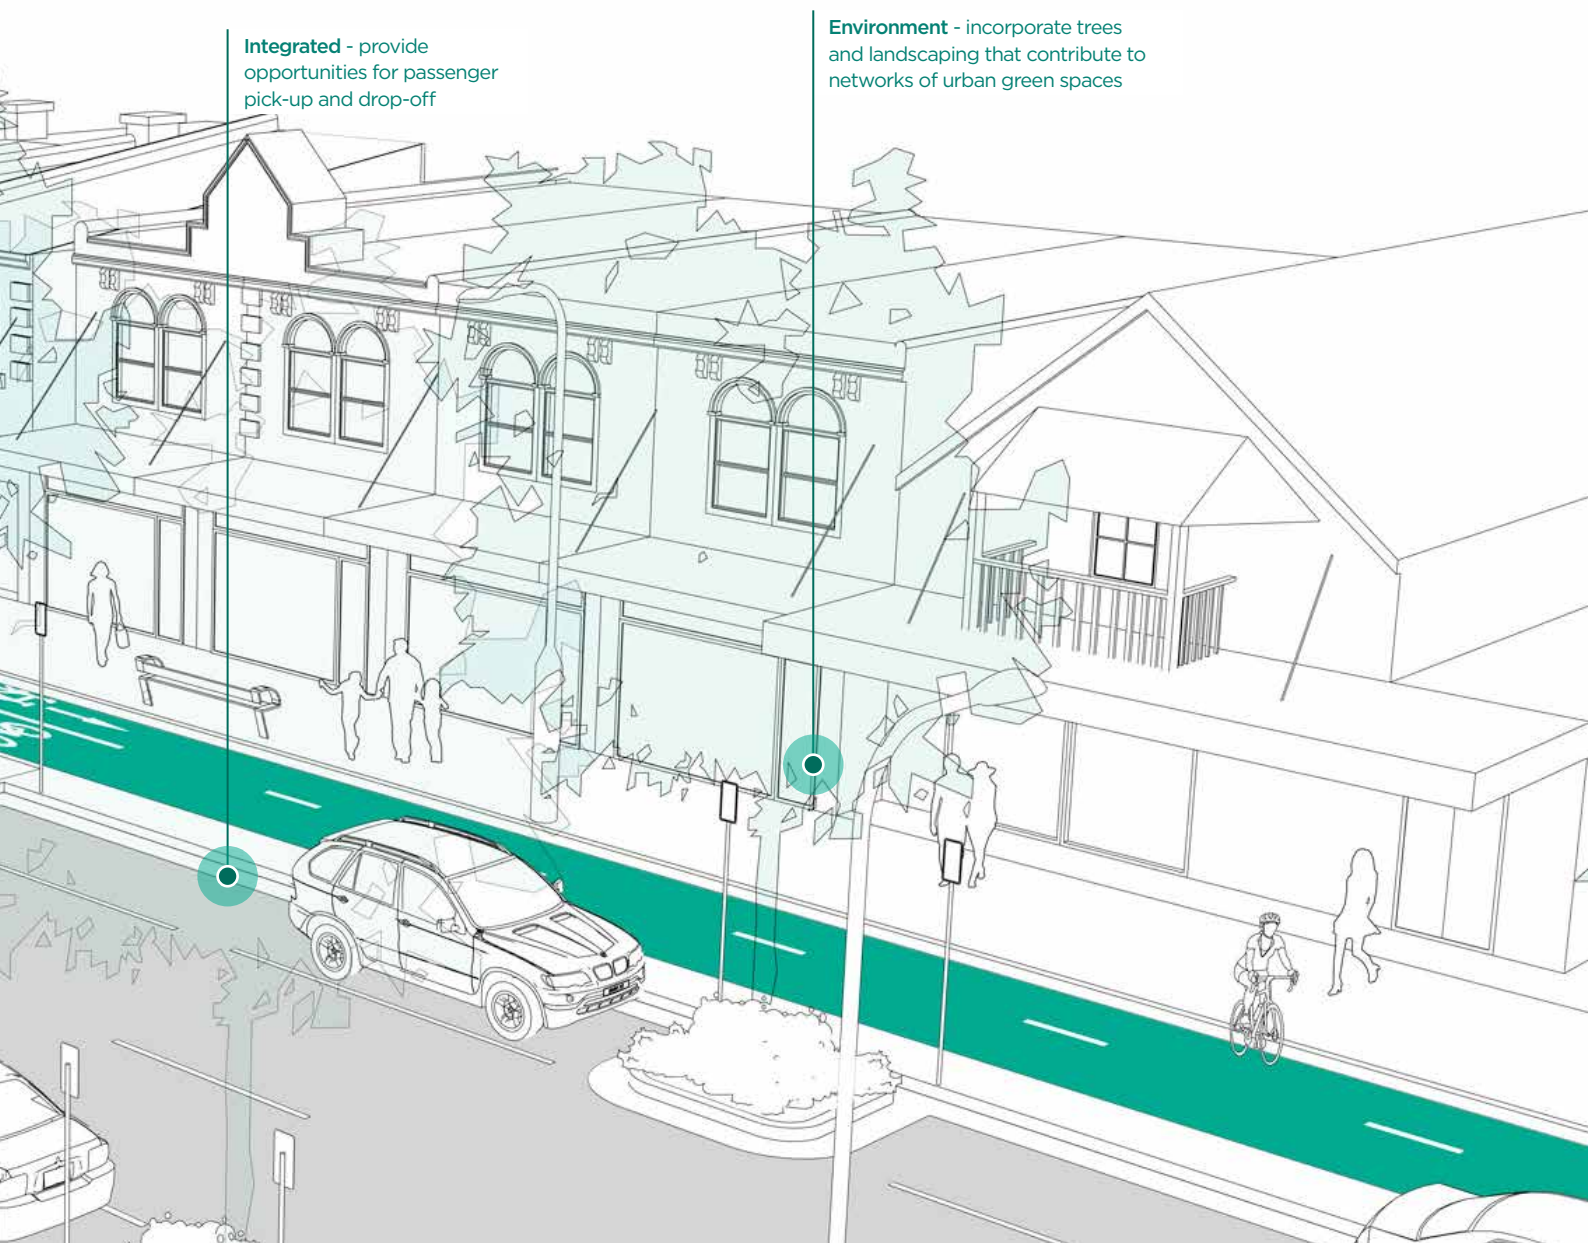 Integrated - provide
opportunities for passenger
pick-up and drop-off
Environment - incorporate trees
and landscaping that contribute to
networks of urban green spaces